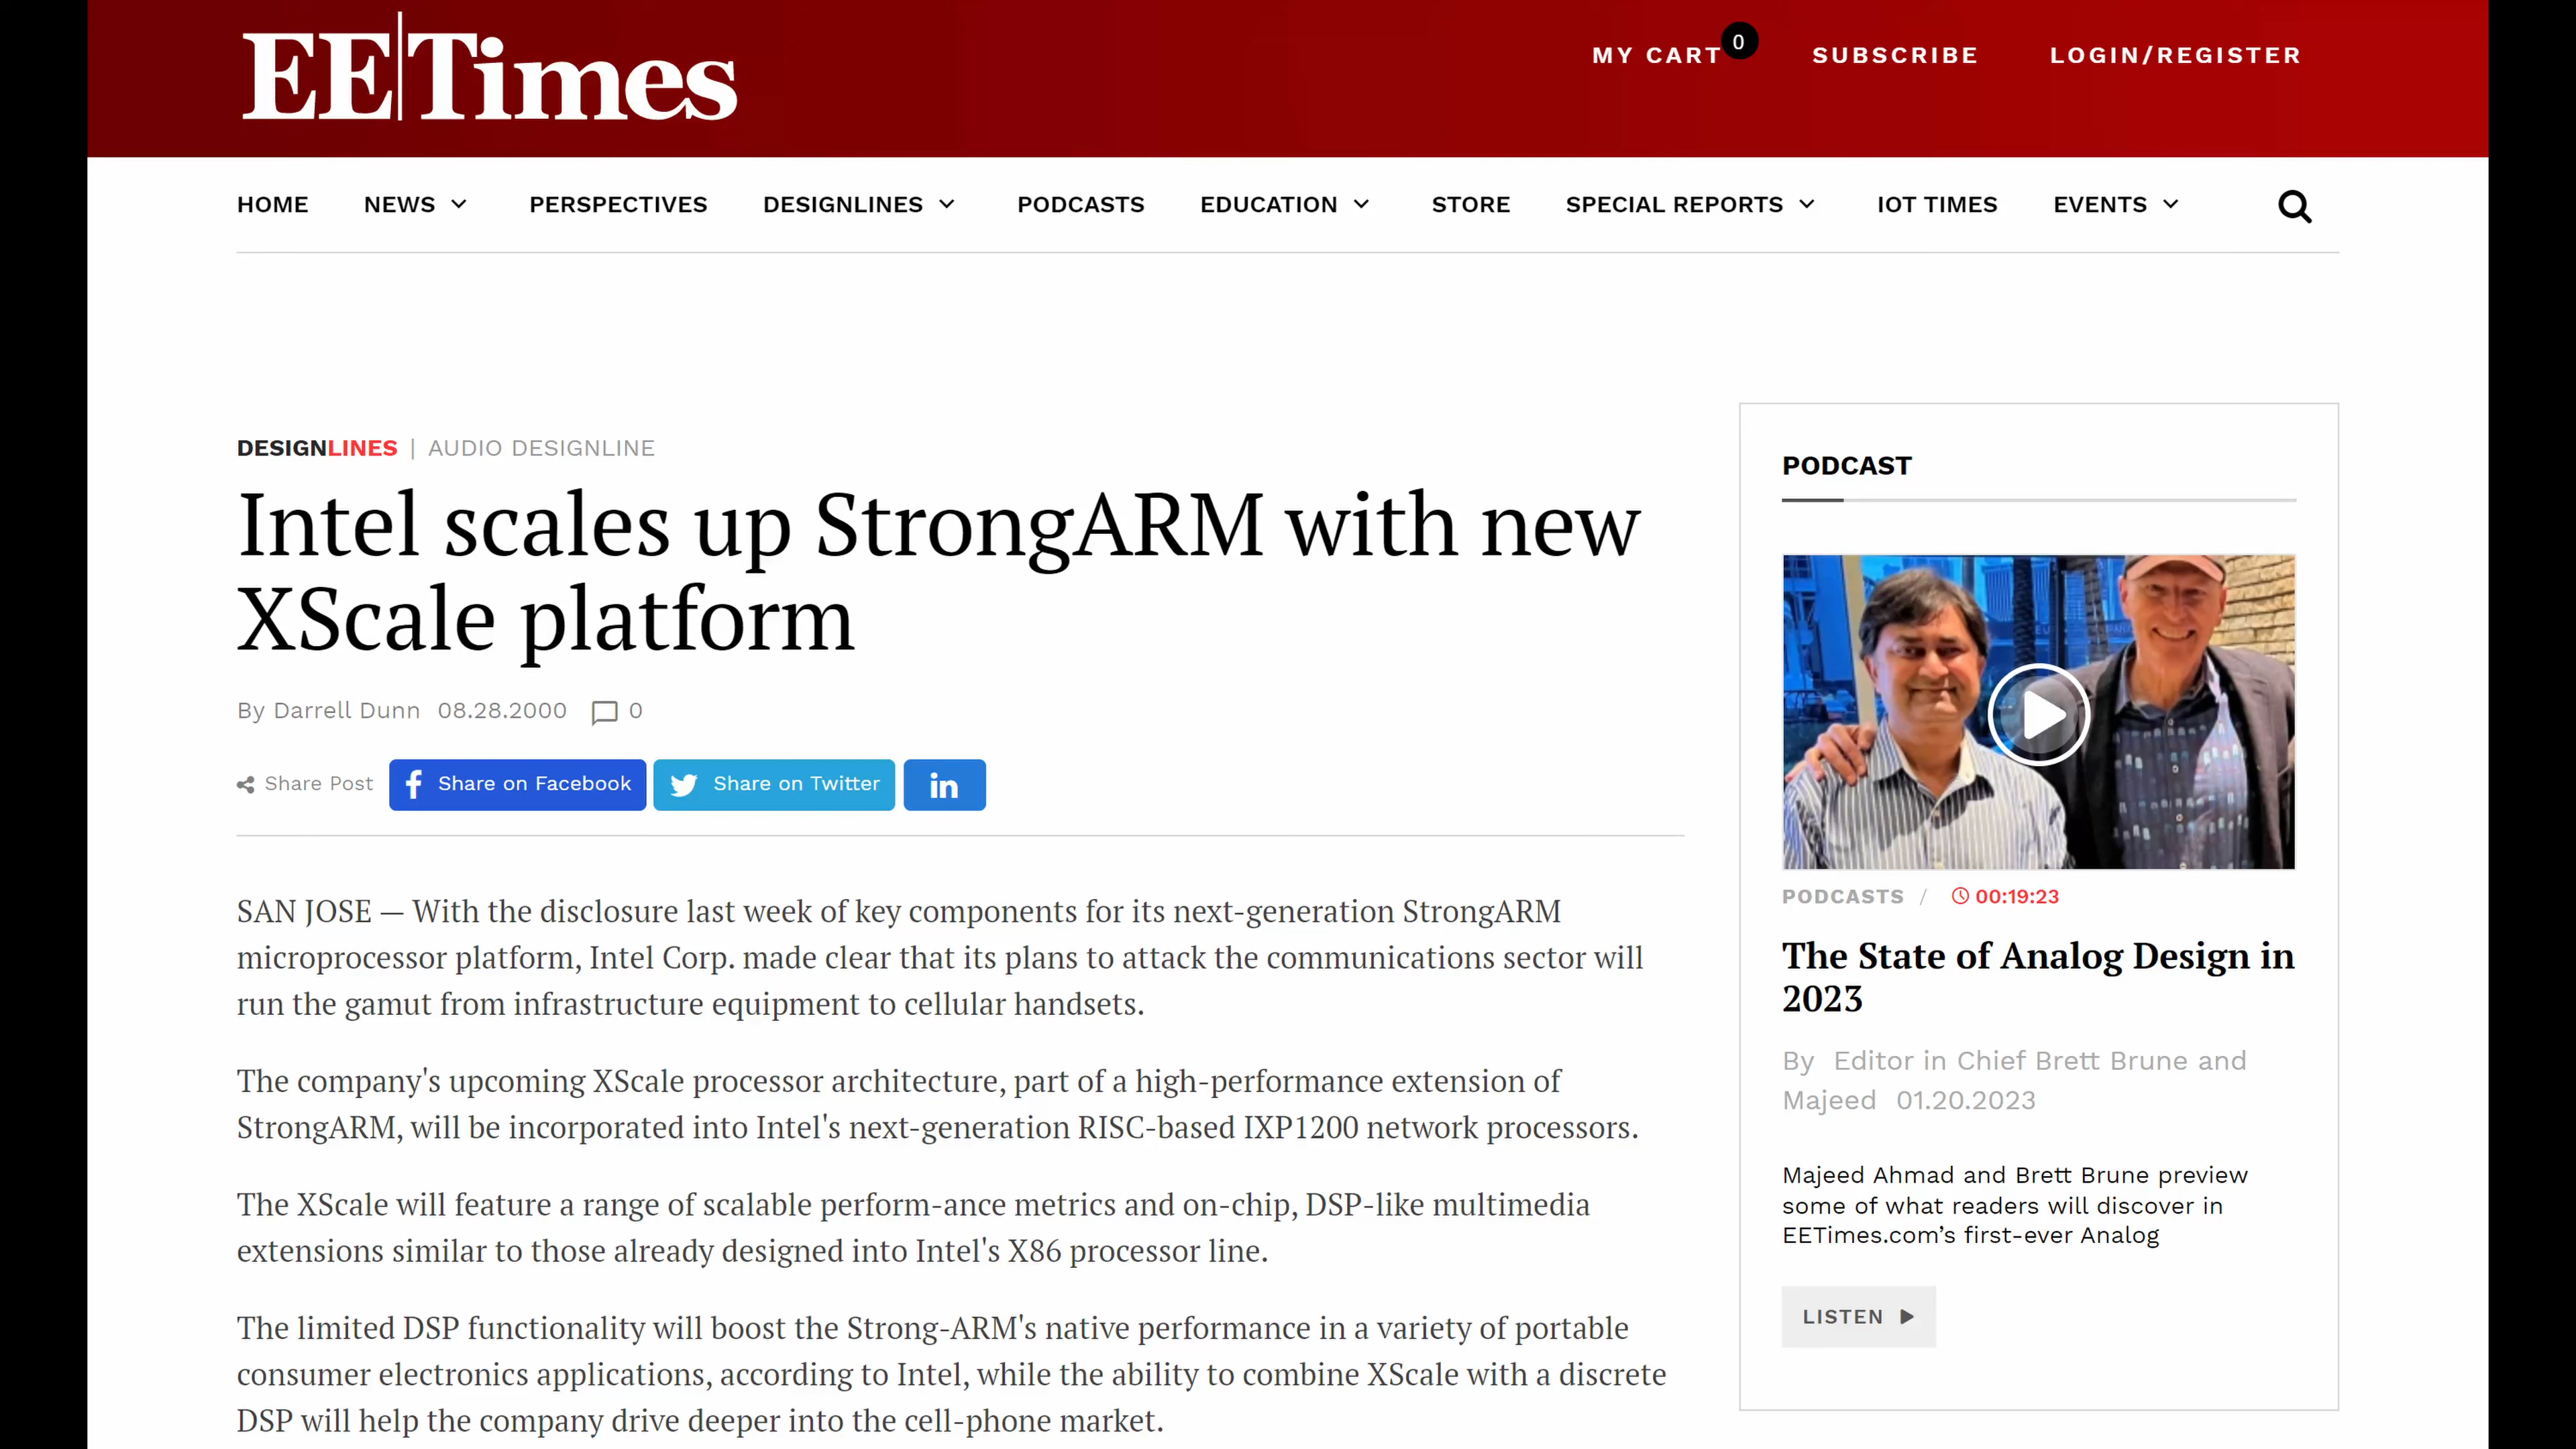 EETimes
MY CART 0 SUBSCRIBE LOGIN/REGISTER
HOME NEWS PERSPECTIVES DESIGNLINES PODCASTS EDUCATION STORE SPECIAL REPORTS IOT TIMES EVENTS
DESIGNLINES | AUDIO DESIGNLINE
Intel scales up StrongARM with new
XScale platform
By Darrell Dunn 08.28.2000 0
Share Post Share on Facebook Share on Twitter in
SAN JOSE — With the disclosure last week of key components for its next-generation StrongARM
microprocessor platform, Intel Corp. made clear that its plans to attack the communications sector will
run the gamut from infrastructure equipment to cellular handsets.
The company's upcoming XScale processor architecture, part of a high-performance extension of
StrongARM, will be incorporated into Intel's next-generation RISC-based IXP1200 network processors.
The XScale will feature a range of scalable perform-ance metrics and on-chip, DSP-like multimedia
extensions similar to those already designed into Intel's X86 processor line.
The limited DSP functionality will boost the Strong-ARM's native performance in a variety of portable
consumer electronics applications, according to Intel, while the ability to combine XScale with a discrete
DSP will help the company drive deeper into the cell-phone market.
PODCAST
PODCASTS / 00:19:23
The State of Analog Design in
2023
By Editor in Chief Brett Brune and
Majeed 01.20.2023
Majeed Ahmad and Brett Brune preview
some of what readers will discover in
EETimes.com’s first-ever Analog
LISTEN